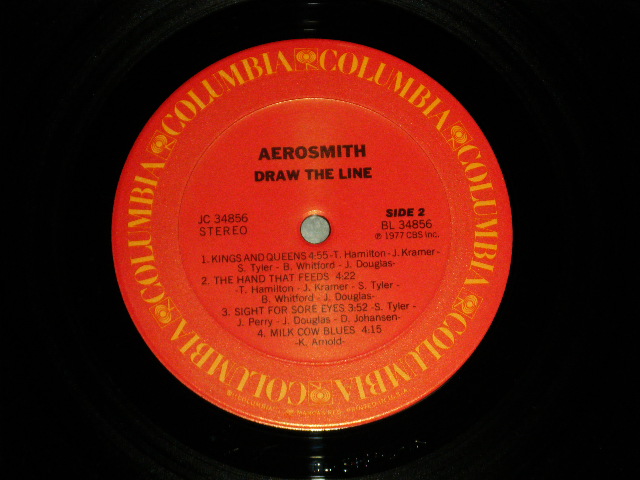 COLUMBIA COLUMBIA COLUMBIA COLUMBIA COLUMBIA COLUMBIA
AEROSMITH
DRAW THE LINE
JC 34856
STEREO
SIDE 2
BL 34856
℗ 1977 CBS Inc.
1. KINGS AND QUEENS 4:55 -T. Hamilton - J. Kramer-
S. Tyler - B. Whitford - J. Douglas-
2. THE HAND THAT FEEDS 4:22
-T. Hamilton - J. Kramer - S. Tyler -
B. Whitford - J. Douglas-
3. SIGHT FOR SORE EYES 3:52 -S. Tyler -
J. Perry - J. Douglas - D. Johansen-
4. MILK COW BLUES 4:15
-K. Arnold-